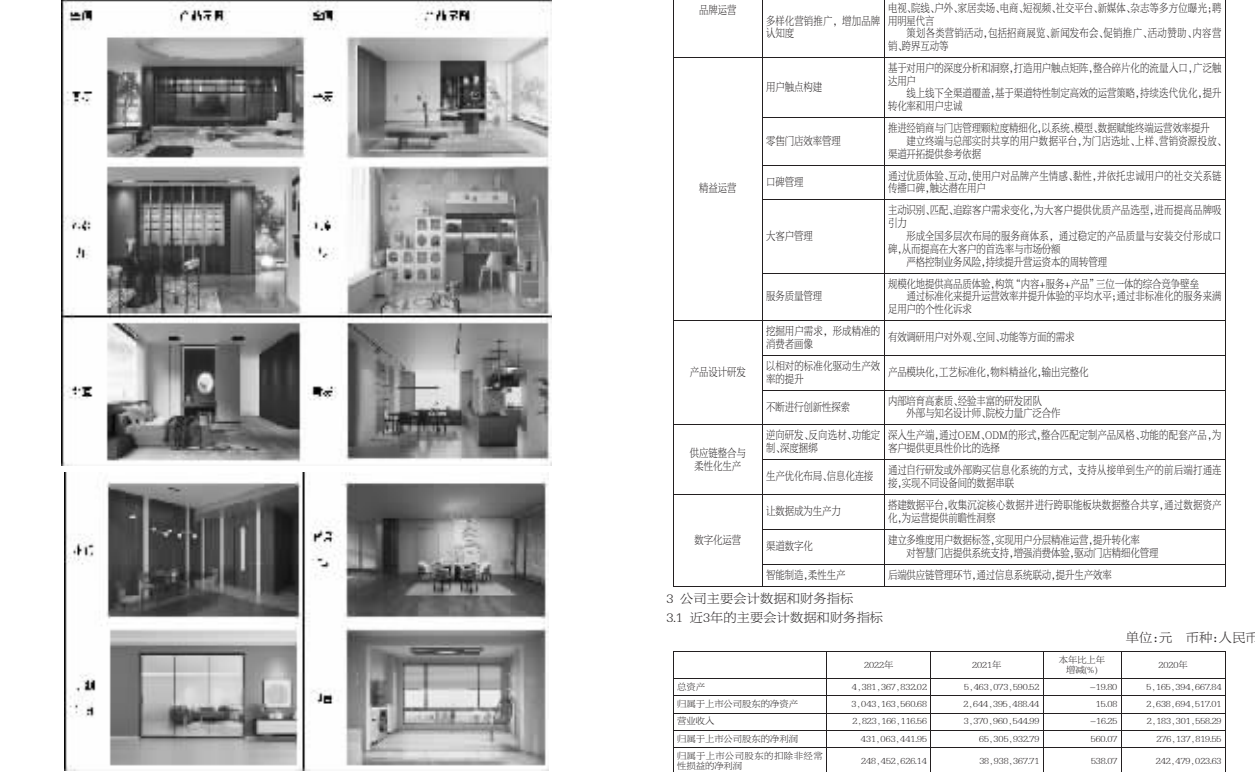 产品示例
产品示例
品牌运营
多样化营销推广，增加品牌
认知度
电视、院线、户外、家居卖场、电商、短视频、社交平台、新媒体、杂志等多方位曝光；聘
用明星代言
策划各类营销活动，包括招商展览、新闻发布会、促销推广、活动赞助、内容营
销、跨界互动等
精益运营
用户触点构建
基于对用户的深度分析和洞察，打造用户触点矩阵，整合碎片化的流量入口，广泛触
达用户
线上线下全渠道覆盖，基于渠道特性制定高效的运营策略，持续迭代优化，提升
转化率和用户忠诚
零售门店效率管理
推进经销商与门店管理颗粒度精细化，以系统、模型、数据赋能终端运营效率提升
建立终端与总部实时共享的用户数据平台，为门店选址、上样、营销资源投放、
渠道开拓提供参考依据
口碑管理
通过优质体验、互动，使用户对品牌产生情感、黏性，并依托忠诚用户的社交关系链
传播口碑，触达潜在用户
大客户管理
主动识别、匹配、追踪客户需求变化，为大客户提供优质产品选型，进而提高品牌吸
引力
形成全国多层次布局的服务商体系，通过稳定的产品质量与安装交付形成口
碑，从而提高在大客户的首选率与市场份额
严格控制业务风险，持续提升营运资本的周转管理
服务质量管理
规模化地提供高品质体验，构筑“内容+服务+产品”三位一体的综合竞争壁垒
通过标准化来提升运营效率并提升体验的平均水平；通过非标准化的服务来满
足用户的个性化诉求
产品设计研发
挖掘用户需求，形成精准的
消费者画像
有效调研用户对外观、空间、功能等方面的需求
以相对的标准化驱动生产效
率的提升
产品模块化，工艺标准化，物料精益化，输出完整化
不断进行创新性探索
内部培育高素质、经验丰富的研发团队
外部与知名设计师、院校力量广泛合作
供应链整合与
柔性化生产
逆向研发、反向选材、功能定
制、深度捆绑
深入生产端，通过OEM、ODM的形式，整合匹配定制产品风格、功能的配套产品，为
客户提供更具性价比的选择
生产优化布局、信息化连接
通过自行研发或外部购买信息化系统的方式，支持从接单到生产的前后端打通连
接，实现不同设备间的数据串联
数字化运营
让数据成为生产力
搭建数据平台，收集沉淀核心数据并进行跨职能板块数据整合共享，通过数据资产
化，为运营提供前瞻性洞察
渠道数字化
建立多维度用户数据标签，实现用户分层精准运营，提升转化率
对智慧门店提供系统支持，增强消费体验，驱动门店精细化管理
智能制造，柔性生产
后端供应链管理环节，通过信息系统联动，提升生产效率
3 公司主要会计数据和财务指标
3.1 近3年的主要会计数据和财务指标
单位：元 币种：人民币
2022年 2021年 本年比上年
增减(%) 2020年
总资产 4,381,367,832.02 5,463,073,590.52 -19.80 5,165,394,667.84
归属于上市公司股东的净资产 3,043,163,560.68 2,644,395,488.44 15.08 2,638,694,517.01
营业收入 2,823,166,116.56 3,370,960,544.99 -16.25 2,183,301,558.29
归属于上市公司股东的净利润 431,063,441.95 65,305,932.79 560.07 276,137,819.55
归属于上市公司股东的扣除非经常
性损益的净利润 248,452,626.14 38,938,367.71 538.07 242,479,023.63